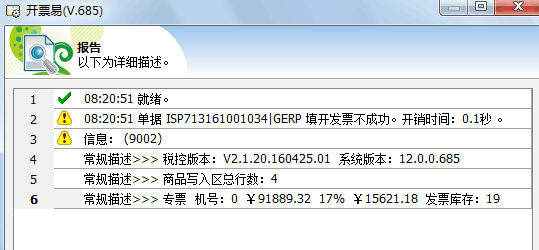 开票易(V.685)
报告
以下为详细描述。
1 08:20:51 就绪。
2 08:20:51 单据 ISP713161001034|GERP 填开发票不成功。开销时间：0.1秒 。
3 信息：（9002）
4 常规描述>>> 税控版本：V2.1.20.160425.01 系统版本：12.0.0.685
5 常规描述>>> 商品写入区总行数：4
6 常规描述>>> 专票 机号：0 ￥91889.32 17% ￥15621.18 发票库存：19